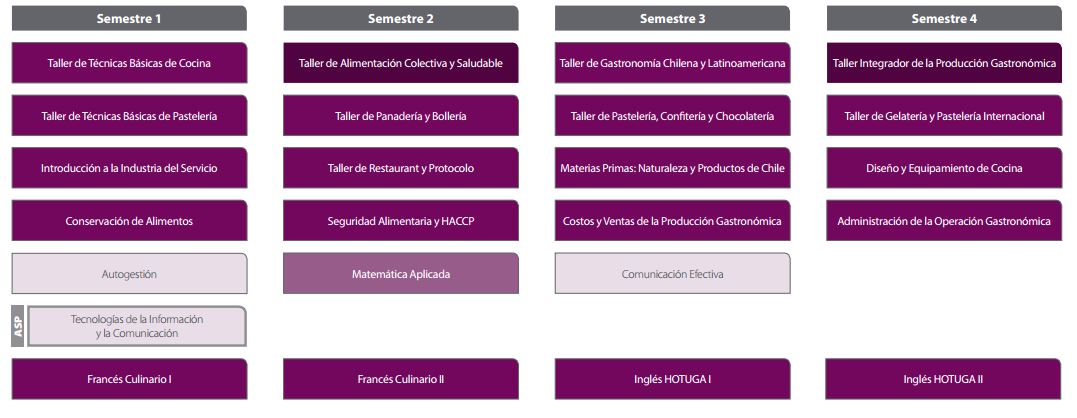 Semestre 1
Semestre 2
Semestre 3
Semestre 4
Taller de Técnicas Básicas de Cocina
Taller de Alimentación Colectiva y Saludable
Taller de Gastronomía Chilena y Latinoamericana
Taller Integrador de la Producción Gastronómica
Taller de Técnicas Básicas de Pastelería
Taller de Panadería y Bollería
Taller de Pastelería, Confitería y Chocolatería
Taller de Gelatería y Pastelería Internacional
Introducción a la Industria del Servicio
Taller de Restaurant y Protocolo
Materias Primas: Naturaleza y Productos de Chile
Diseño y Equipamiento de Cocina
Conservación de Alimentos
Seguridad Alimentaria y HACCP
Costos y Ventas de la Producción Gastronómica
Administración de la Operación Gastronómica
Autogestión
Matemática Aplicada
Comunicación Efectiva
ASP
Tecnologías de la Información
y la Comunicación
Francés Culinario I
Francés Culinario II
Inglés HOTUGA I
Inglés HOTUGA II